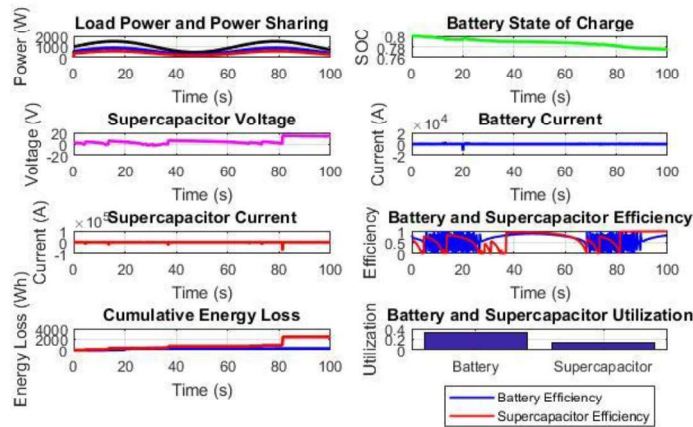 Load Power and Power Sharing
Power (W)
2000
1000
0
0 20 40 60 80 100
Time (s)
Battery State of Charge
SOC
0.8
0.78
0.76
0 20 40 60 80 100
Time (s)
Supercapacitor Voltage
Voltage (V)
20
0
-20
0 20 40 60 80 100
Time (s)
Battery Current
Current (A)
×10⁴
2
0
-2
0 20 40 60 80 100
Time (s)
Supercapacitor Current
Current (A)
1
0
-1
0 20 40 60 80 100
Time (s)
Battery and Supercapacitor Efficiency
Efficiency
1
0.5
0
0 20 40 60 80 100
Time (s)
Cumulative Energy Loss
Energy Loss (Wh)
4000
2000
0
0 20 40 60 80 100
Time (s)
Battery and Supercapacitor Utilization
Utilization
0.4
0.2
0
Battery Supercapacitor
Battery Efficiency
Supercapacitor Efficiency